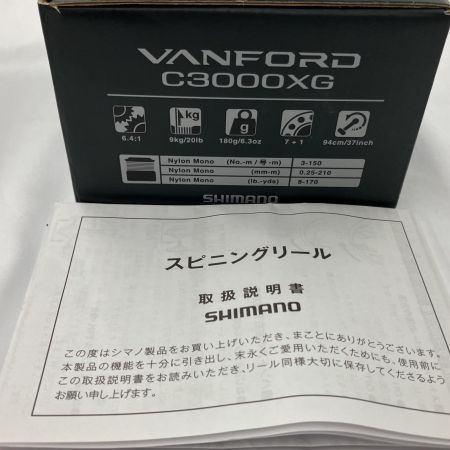 VANFORD
C3000XG
kg
g
6.4:1 9kg/20lb 180g/6.3oz 7 + 1 94cm/37inch
Nylon Mono (No.-m / 号-m) 3-150
Nylon Mono (mm-m) 0.25-210
Nylon Mono (lb.-yds) 8-170
SHIMANO
スピニングリール
取扱説明書
SHIMANO
この度はシマノ製品をお買い上げいただき、まことにありがとうございます。
本製品の機能を十分に引き出し、末永くご愛用いただくためにも、使用前に
この取扱説明書をお読みいただき、リール同様大切に保存してくださるよう
お願い申し上げます。